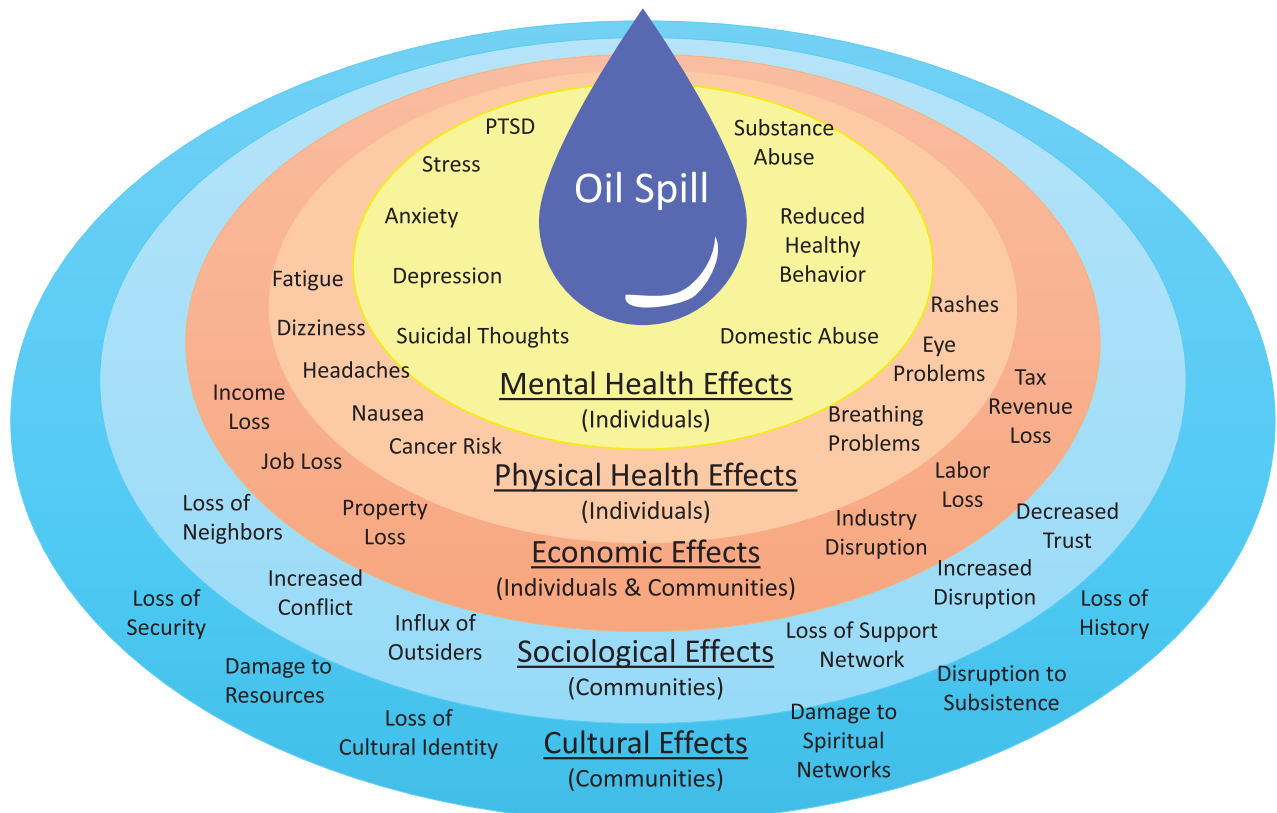 Oil Spill
PTSD
Stress
Anxiety
Depression
Suicidal Thoughts
Substance
Abuse
Reduced
Healthy
Behavior
Domestic Abuse
Mental Health Effects
(Individuals)
Fatigue
Dizziness
Headaches
Nausea
Cancer Risk
Rashes
Eye
Problems
Breathing
Problems
Physical Health Effects
(Individuals)
Income
Loss
Job Loss
Property
Loss
Tax
Revenue
Loss
Labor
Loss
Industry
Disruption
Economic Effects
(Individuals & Communities)
Loss of
Neighbors
Increased
Conflict
Influx of
Outsiders
Decreased
Trust
Increased
Disruption
Loss of Support
Network
Sociological Effects
(Communities)
Loss of
Security
Damage to
Resources
Loss of
Cultural Identity
Loss of
History
Disruption to
Subsistence
Damage to
Spiritual
Networks
Cultural Effects
(Communities)